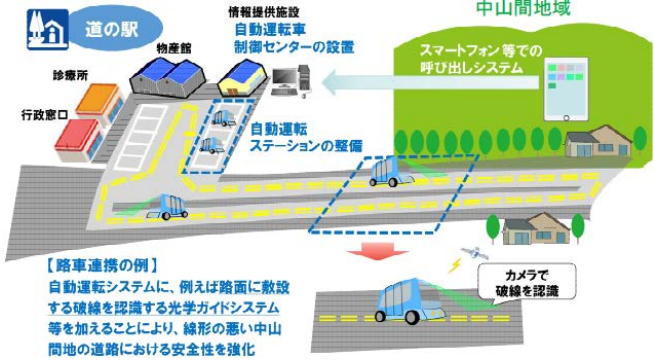 中山間地域
道の駅
情報提供施設
自動運転車
制御センターの設置
物産館
スマートフォン等での
呼び出しシステム
診療所
行政窓口
自動運転
ステーションの整備
【路車連携の例】
自動運転システムに、例えば路面に敷設
する破線を認識する光学ガイドシステム
等を加えることにより、線形の悪い中山
間地の道路における安全性を強化
カメラで
破線を認識